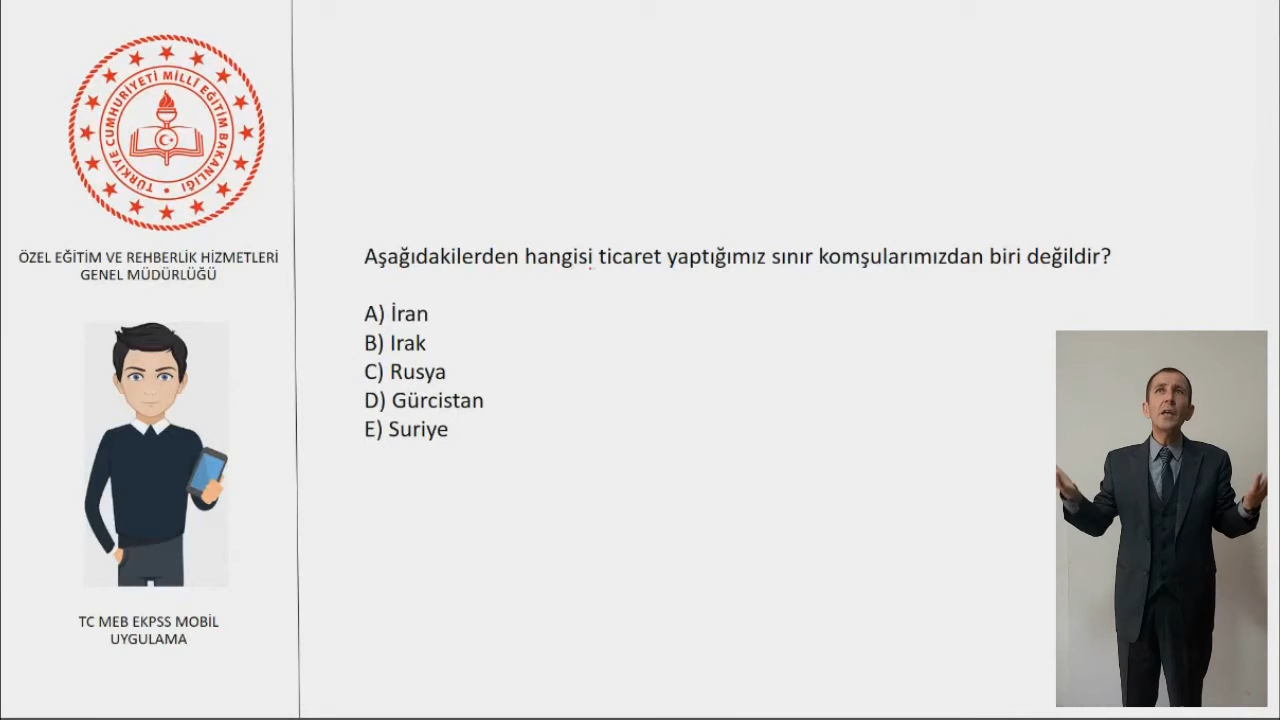 TÜRKİYE CUMHURİYETİ MİLLİ EĞİTİM BAKANLIĞI
ÖZEL EĞİTİM VE REHBERLİK HİZMETLERİ
GENEL MÜDÜRLÜĞÜ
TC MEB EKPSS MOBİL
UYGULAMA
Aşağıdakilerden hangisi ticaret yaptığımız sınır komşularımızdan biri değildir?
A) İran
B) Irak
C) Rusya
D) Gürcistan
E) Suriye